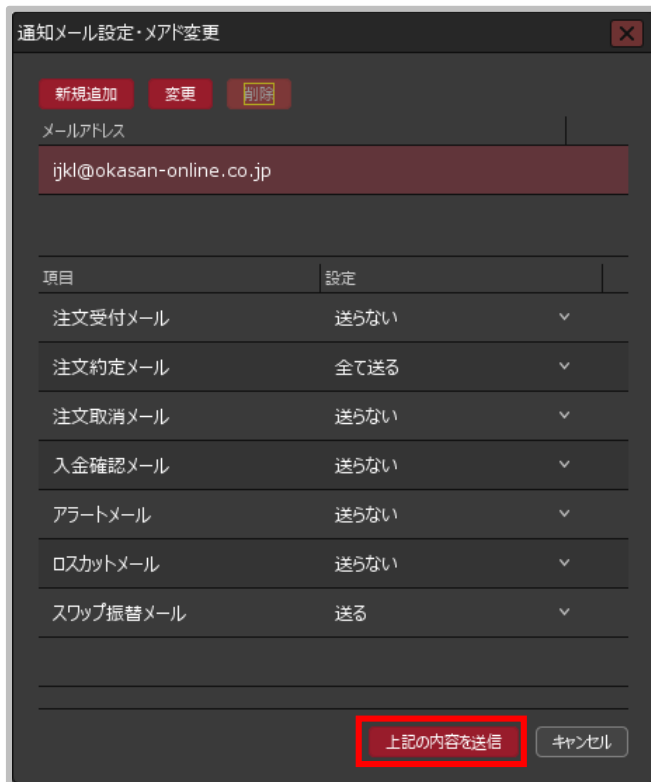 通知メール設定・メアド変更
新規追加 変更 削除
メールアドレス
ijkl@okasan-online.co.jp
項目 設定
注文受付メール 送らない
注文約定メール 全て送る
注文取消メール 送らない
入金確認メール 送らない
アラートメール 送らない
ロスカットメール 送らない
スワップ振替メール 送る
上記の内容を送信 キャンセル